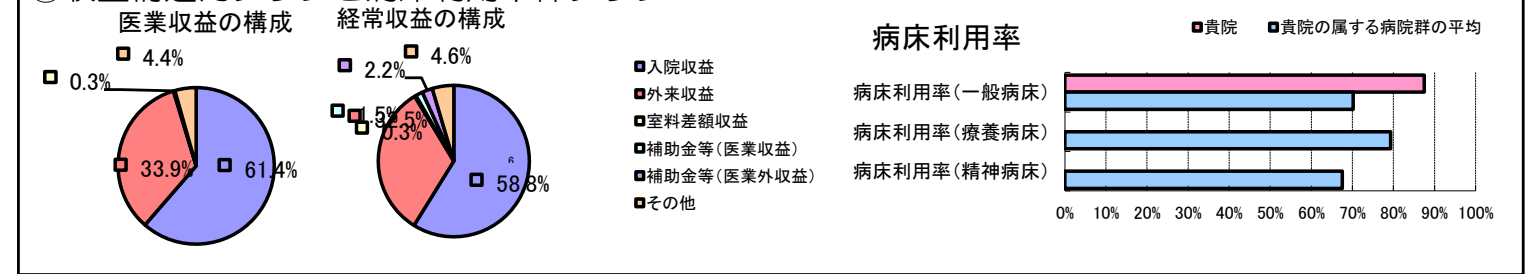 医業収益の構成
4.4%
0.3%
33.9%
61.4%
経常収益の構成
4.6%
2.2%
1.5%
0.3%
58.8%
入院収益
外来収益
室料差額収益
補助金等(医業収益)
補助金等(医業外収益)
その他
病床利用率
貴院
貴院の属する病院群の平均
病床利用率(一般病床)
病床利用率(療養病床)
病床利用率(精神病床)
0% 10% 20% 30% 40% 50% 60% 70% 80% 90% 100%